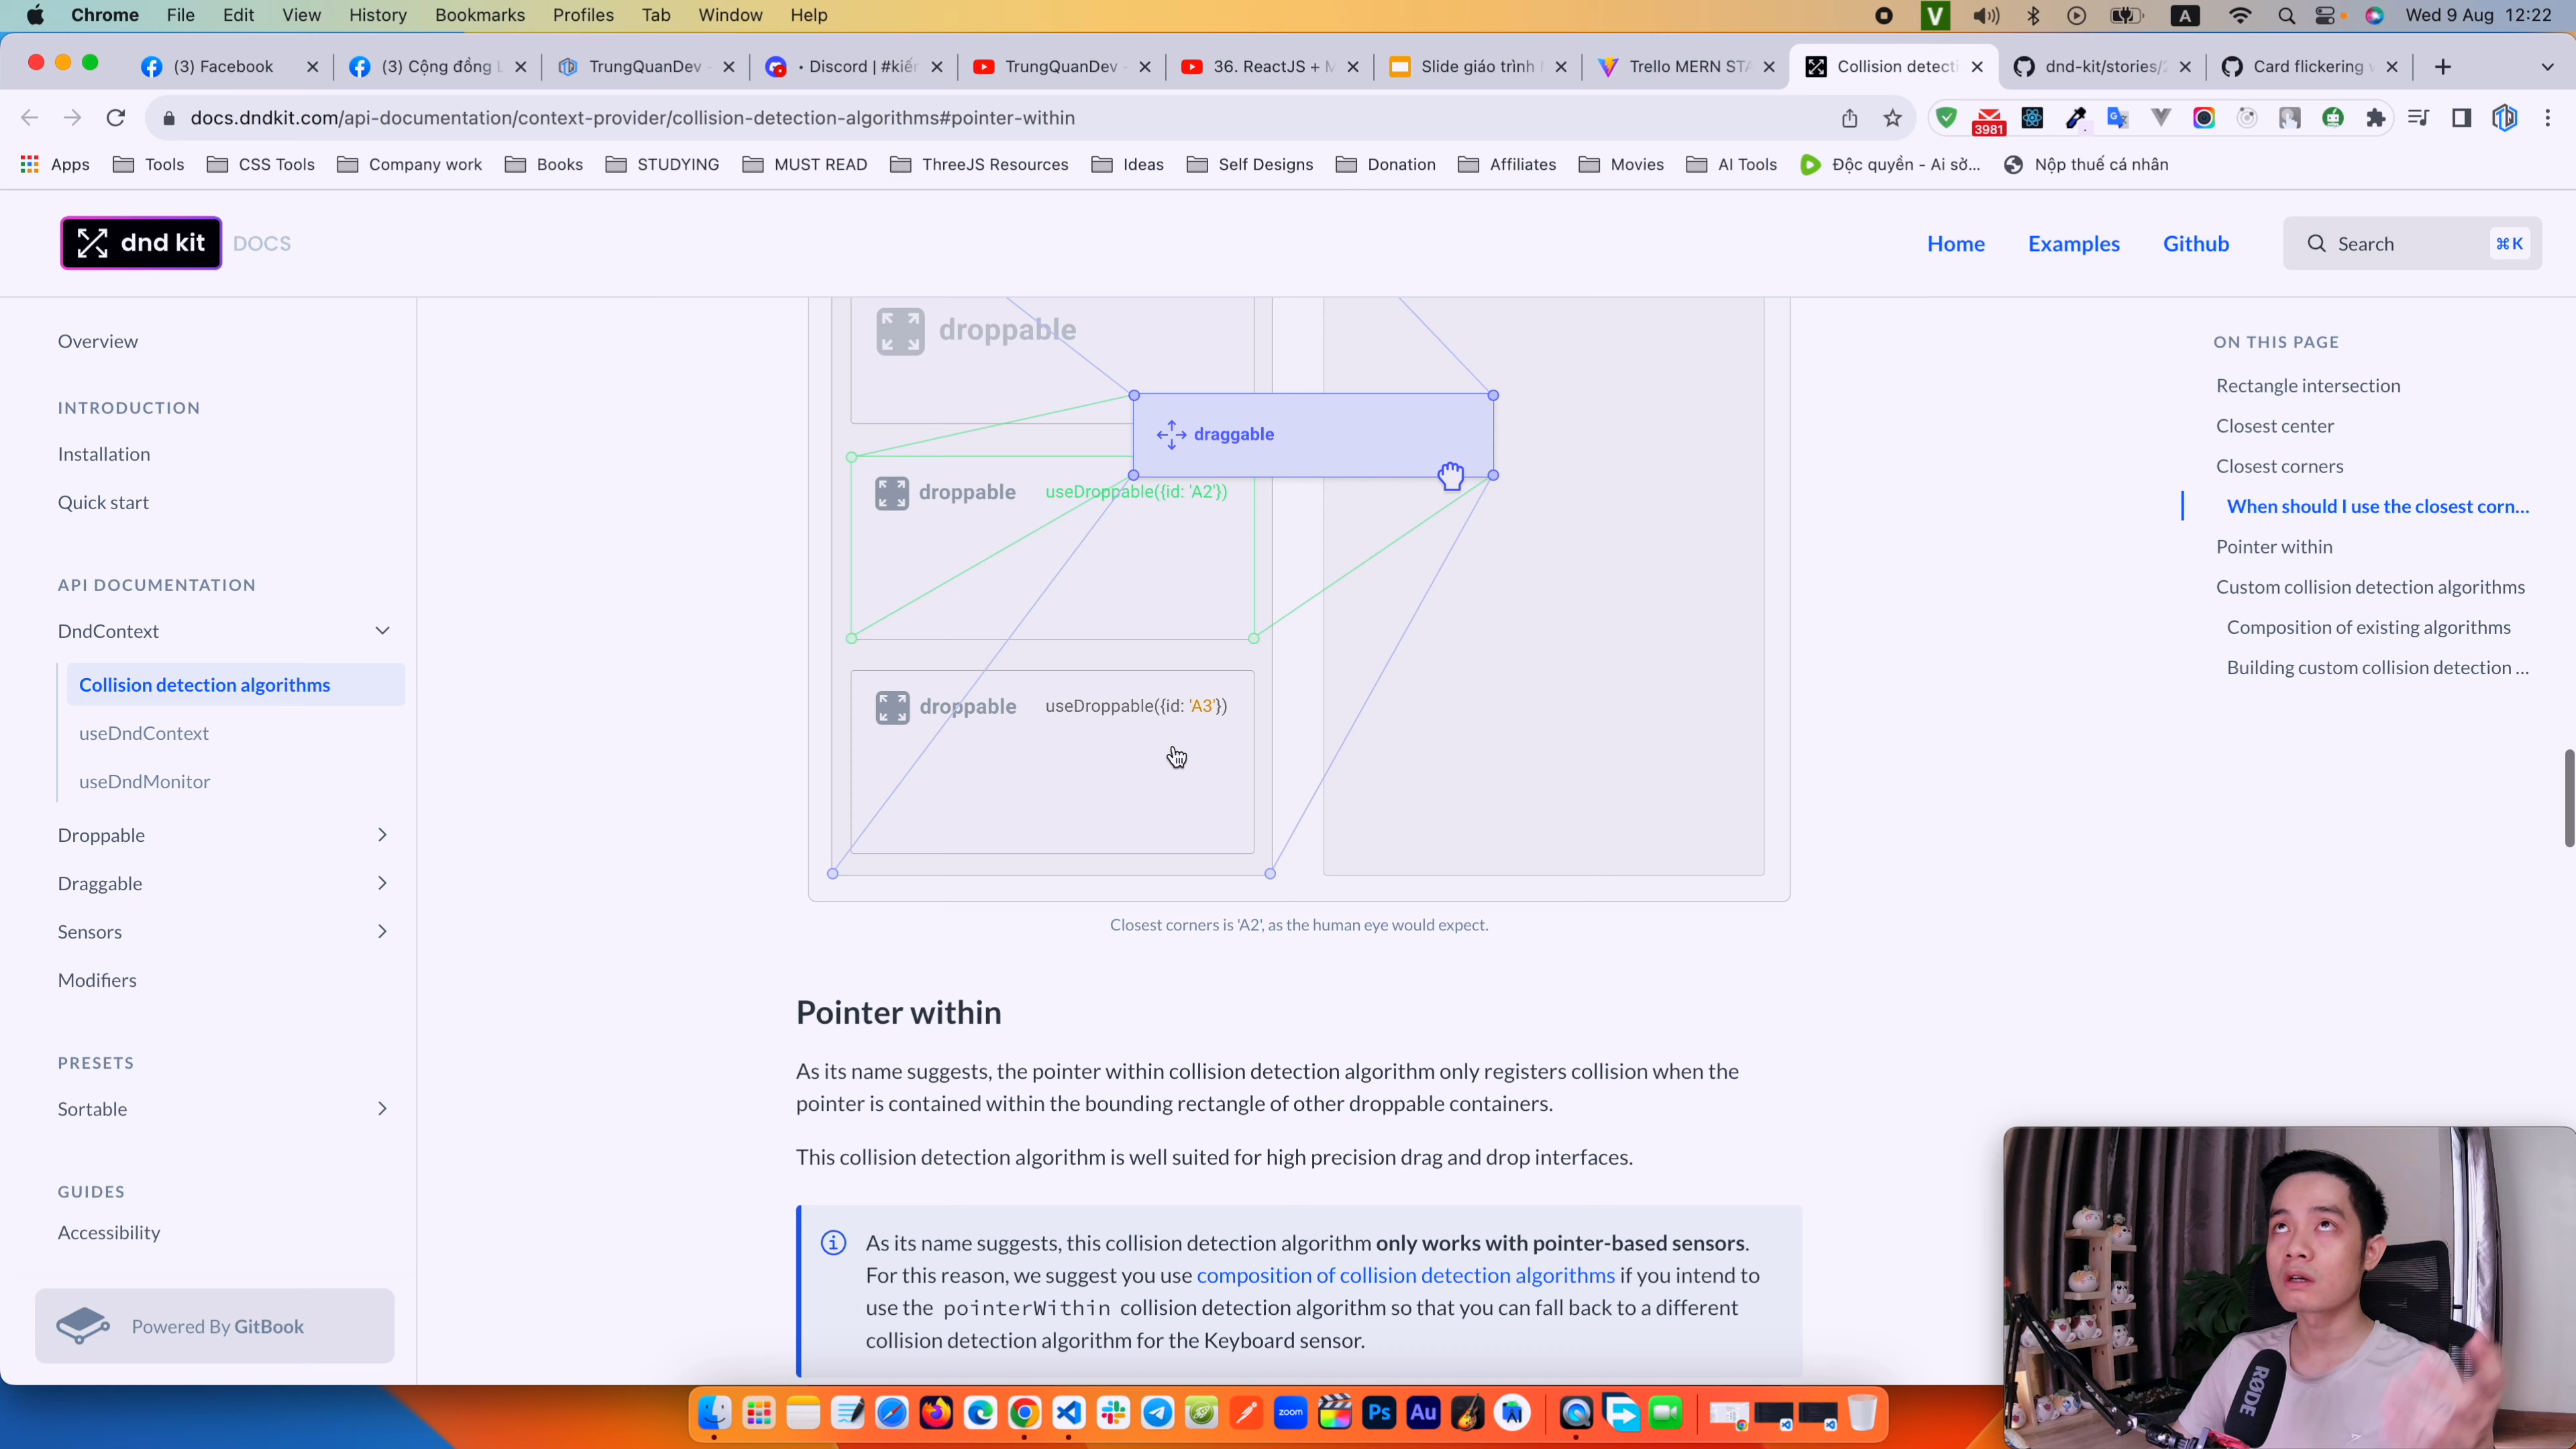 Chrome File Edit View History Bookmarks Profiles Tab Window Help
V A Wed 9 Aug 12:22
(3) Facebook (3) Cộng đồng L TrungQuanDev - • Discord | #kiến TrungQuanDev - 36. ReactJS + M Slide giáo trình Trello MERN STA Collision detecti dnd-kit/stories/ Card flickering
docs.dndkit.com/api-documentation/context-provider/collision-detection-algorithms#pointer-within
3981
Apps Tools CSS Tools Company work Books STUDYING MUST READ ThreeJS Resources Ideas Self Designs Donation Affiliates Movies AI Tools Độc quyền - Ai sở... Nộp thuế cá nhân
dnd kit DOCS
Home Examples Github Search ⌘K
Overview
INTRODUCTION
Installation
Quick start
API DOCUMENTATION
DndContext
Collision detection algorithms
useDndContext
useDndMonitor
Droppable
Draggable
Sensors
Modifiers
PRESETS
Sortable
GUIDES
Accessibility
Powered By GitBook
droppable
draggable
droppable useDroppable({id: 'A2'})
droppable useDroppable({id: 'A3'})
Closest corners is 'A2', as the human eye would expect.
Pointer within
As its name suggests, the pointer within collision detection algorithm only registers collision when the
pointer is contained within the bounding rectangle of other droppable containers.
This collision detection algorithm is well suited for high precision drag and drop interfaces.
As its name suggests, this collision detection algorithm only works with pointer-based sensors.
For this reason, we suggest you use composition of collision detection algorithms if you intend to
use the pointerWithin collision detection algorithm so that you can fall back to a different
collision detection algorithm for the Keyboard sensor.
ON THIS PAGE
Rectangle intersection
Closest center
Closest corners
When should I use the closest corn...
Pointer within
Custom collision detection algorithms
Composition of existing algorithms
Building custom collision detection ...
RØDE
zoom Ps Au